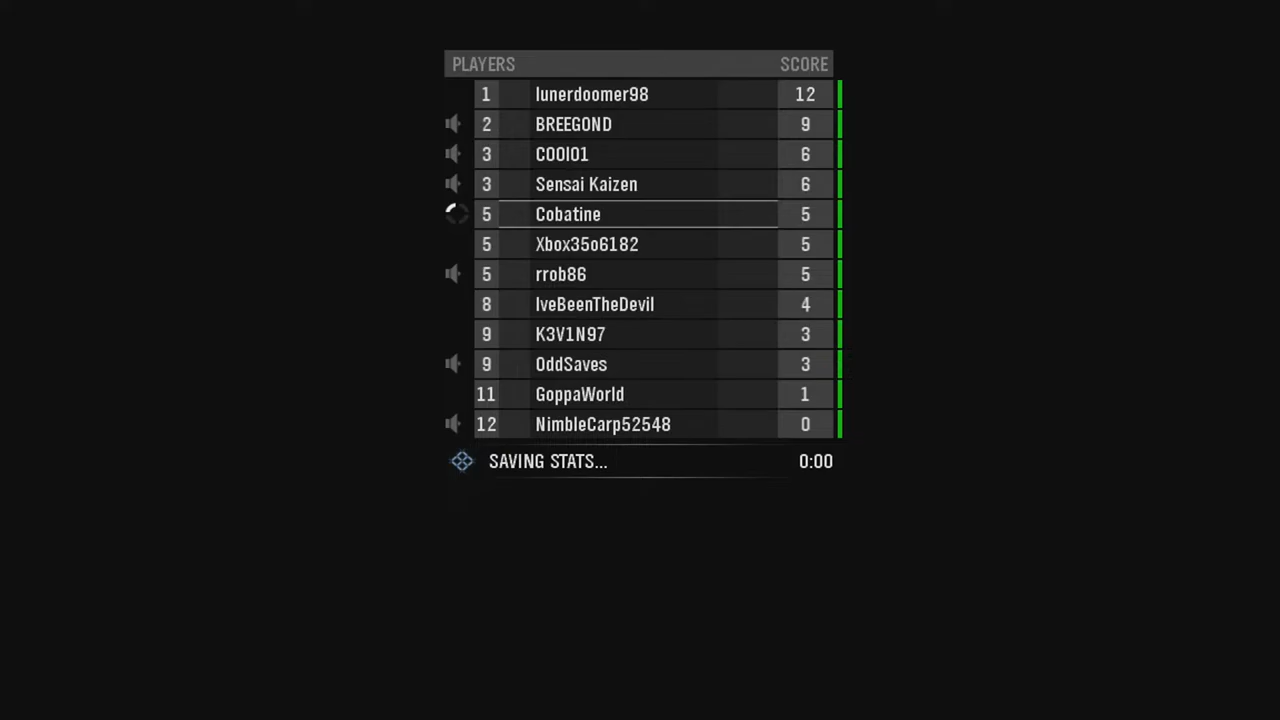 PLAYERS SCORE
1 lunerdoomer98 12
2 BREEGOND 9
3 COOlO1 6
3 Sensai Kaizen 6
5 Cobatine 5
5 Xbox35o6182 5
5 rrob86 5
8 IveBeenTheDevil 4
9 K3V1N97 3
9 OddSaves 3
11 GoppaWorld 1
12 NimbleCarp52548 0
SAVING STATS... 0:00